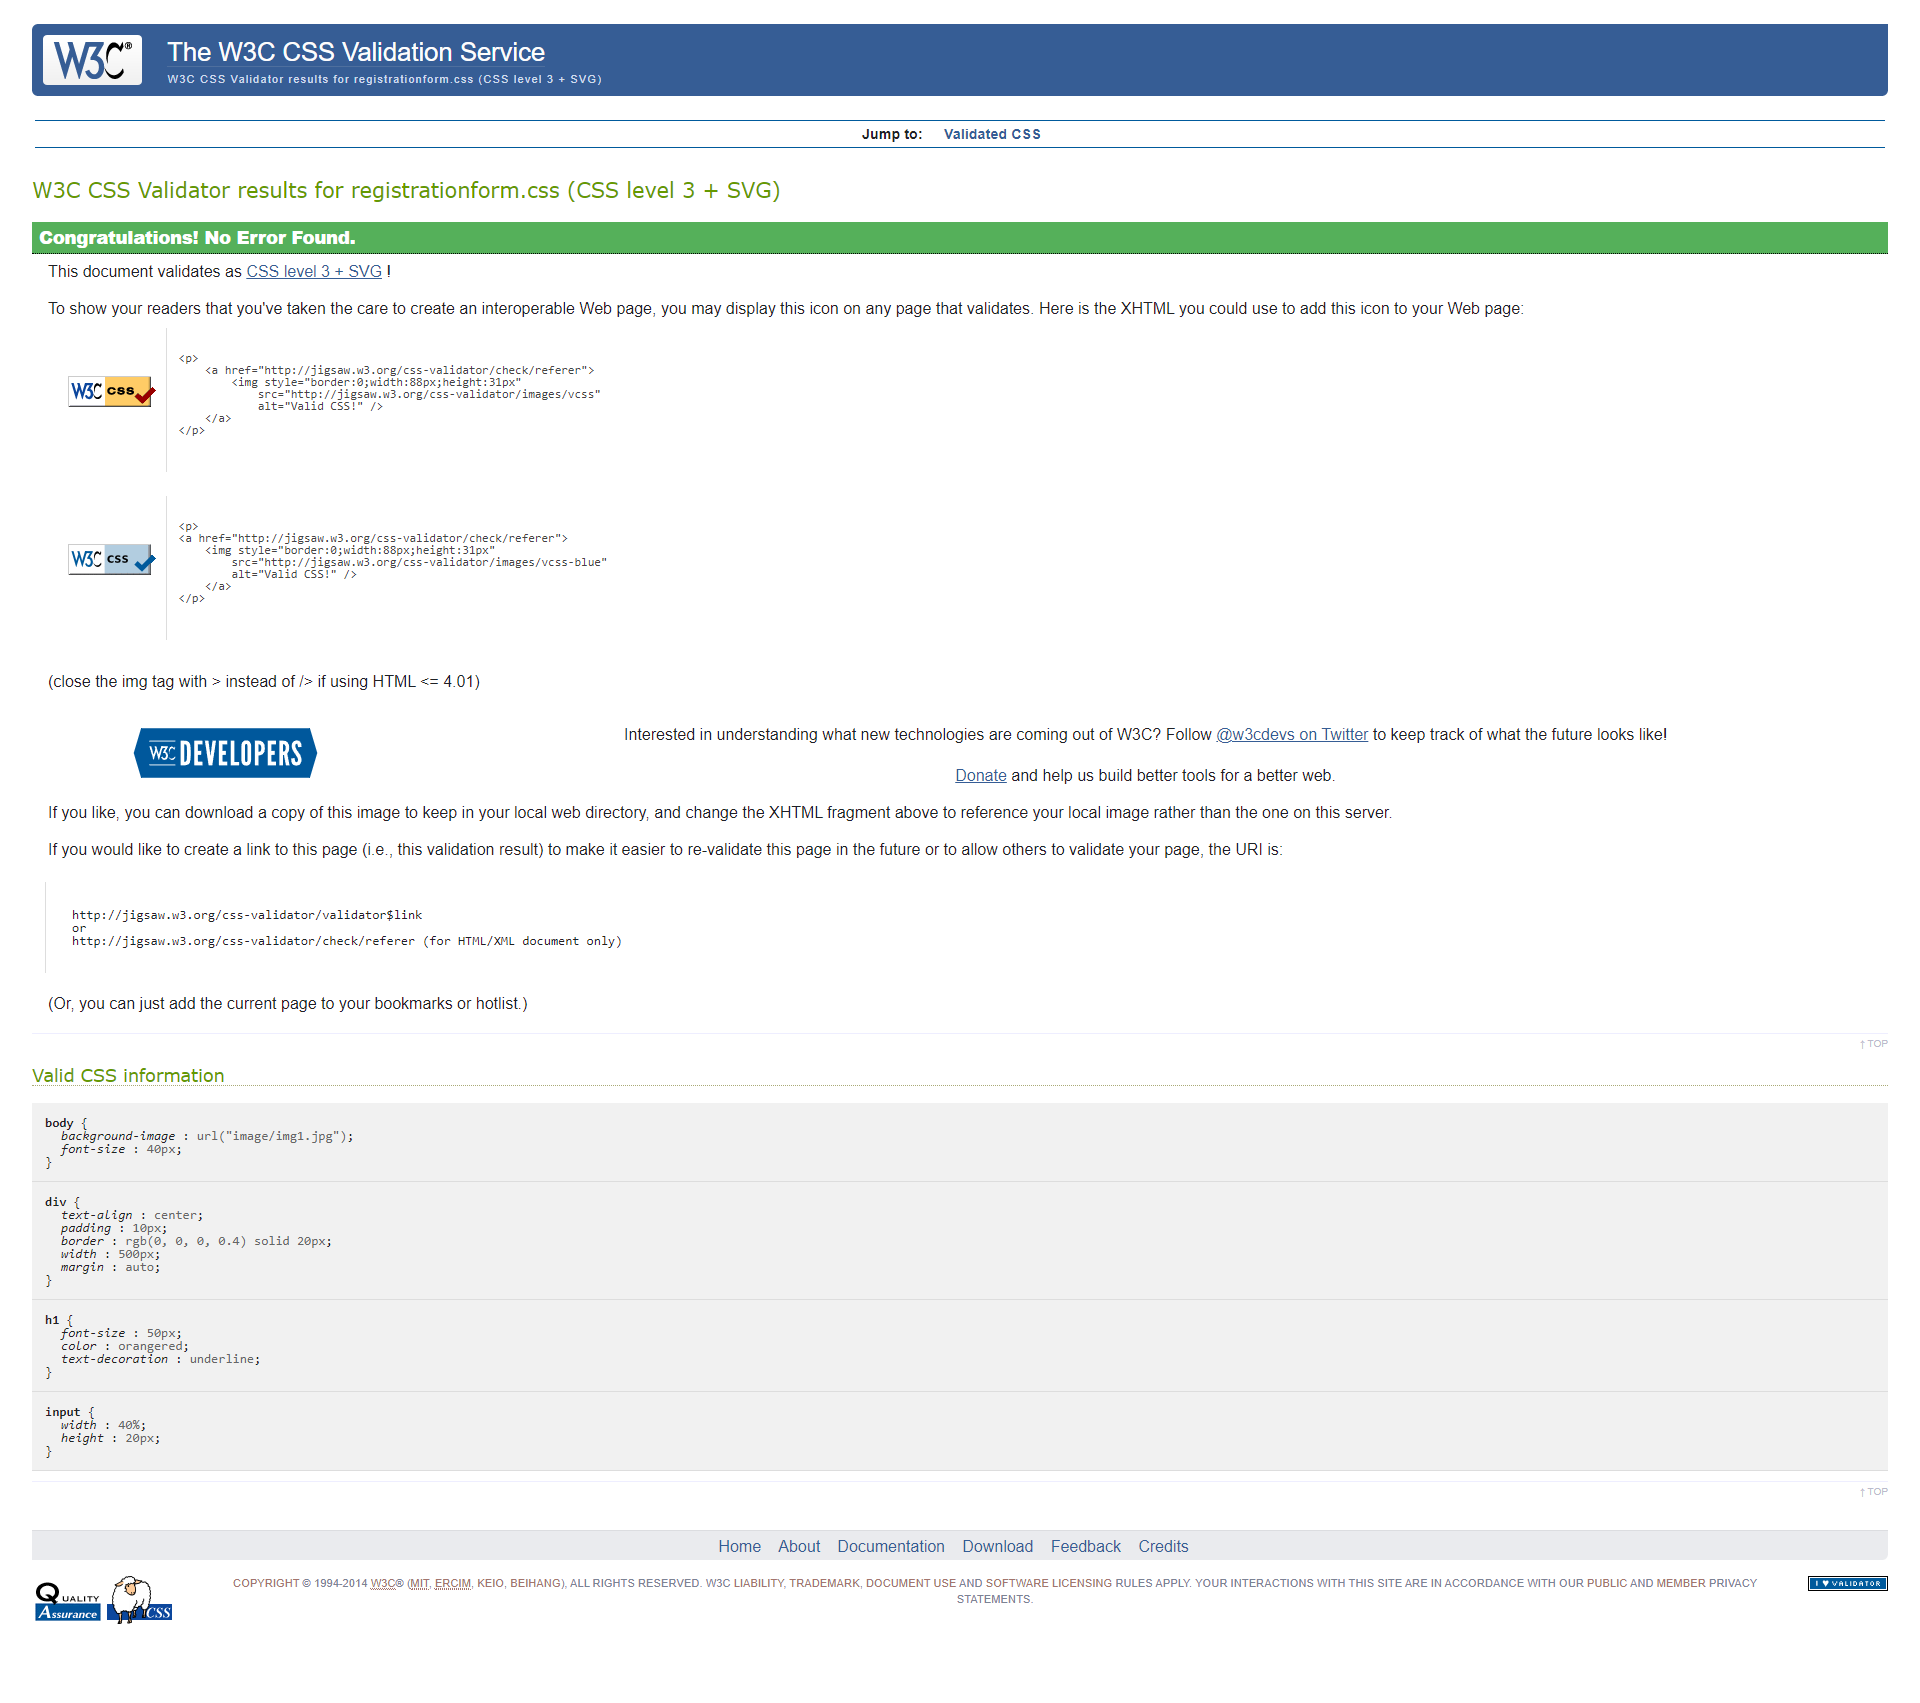 W3C®
The W3C CSS Validation Service
W3C CSS Validator results for registrationform.css (CSS level 3 + SVG)
Jump to: Validated CSS
W3C CSS Validator results for registrationform.css (CSS level 3 + SVG)
Congratulations! No Error Found.
This document validates as CSS level 3 + SVG !
To show your readers that you've taken the care to create an interoperable Web page, you may display this icon on any page that validates. Here is the XHTML you could use to add this icon to your Web page:
W3C css
<p>
    <a href="http://jigsaw.w3.org/css-validator/check/referer">
        <img style="border:0;width:88px;height:31px"
            src="http://jigsaw.w3.org/css-validator/images/vcss"
            alt="Valid CSS!" />
    </a>
</p>
W3C css
<p>
<a href="http://jigsaw.w3.org/css-validator/check/referer">
    <img style="border:0;width:88px;height:31px"
        src="http://jigsaw.w3.org/css-validator/images/vcss-blue"
        alt="Valid CSS!" />
    </a>
</p>
(close the img tag with > instead of /> if using HTML <= 4.01)
W3C DEVELOPERS
Interested in understanding what new technologies are coming out of W3C? Follow @w3cdevs on Twitter to keep track of what the future looks like!
Donate and help us build better tools for a better web.
If you like, you can download a copy of this image to keep in your local web directory, and change the XHTML fragment above to reference your local image rather than the one on this server.
If you would like to create a link to this page (i.e., this validation result) to make it easier to re-validate this page in the future or to allow others to validate your page, the URI is:
http://jigsaw.w3.org/css-validator/validator$link
or
http://jigsaw.w3.org/css-validator/check/referer (for HTML/XML document only)
(Or, you can just add the current page to your bookmarks or hotlist.)
↑ TOP
Valid CSS information
body {
  background-image : url("image/img1.jpg");
  font-size : 40px;
}
div {
  text-align : center;
  padding : 10px;
  border : rgb(0, 0, 0, 0.4) solid 20px;
  width : 500px;
  margin : auto;
}
h1 {
  font-size : 50px;
  color : orangered;
  text-decoration : underline;
}
input {
  width : 40%;
  height : 20px;
}
↑ TOP
Home About Documentation Download Feedback Credits
QUALITY
Assurance
CSS
COPYRIGHT © 1994-2014 W3C® (MIT, ERCIM, KEIO, BEIHANG), ALL RIGHTS RESERVED. W3C LIABILITY, TRADEMARK, DOCUMENT USE AND SOFTWARE LICENSING RULES APPLY. YOUR INTERACTIONS WITH THIS SITE ARE IN ACCORDANCE WITH OUR PUBLIC AND MEMBER PRIVACY
STATEMENTS.
I ♥ VALIDATOR